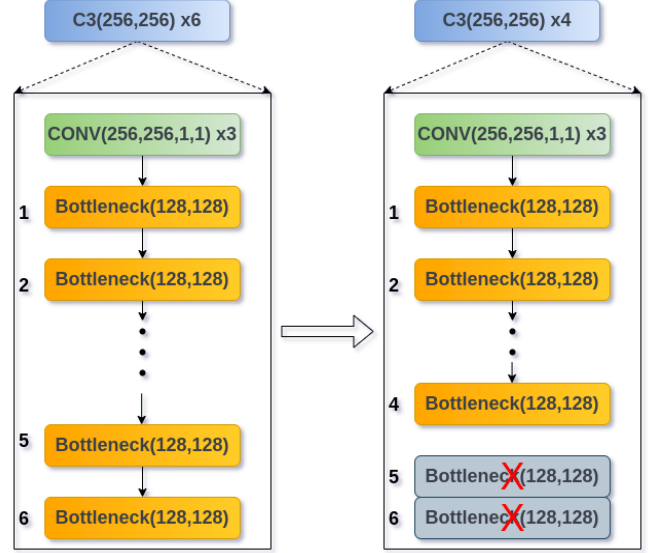 C3(256,256) x6
CONV(256,256,1,1) x3
1 Bottleneck(128,128)
2 Bottleneck(128,128)
5 Bottleneck(128,128)
6 Bottleneck(128,128)
C3(256,256) x4
CONV(256,256,1,1) x3
1 Bottleneck(128,128)
2 Bottleneck(128,128)
4 Bottleneck(128,128)
5 Bottleneck(128,128)
6 Bottleneck(128,128)